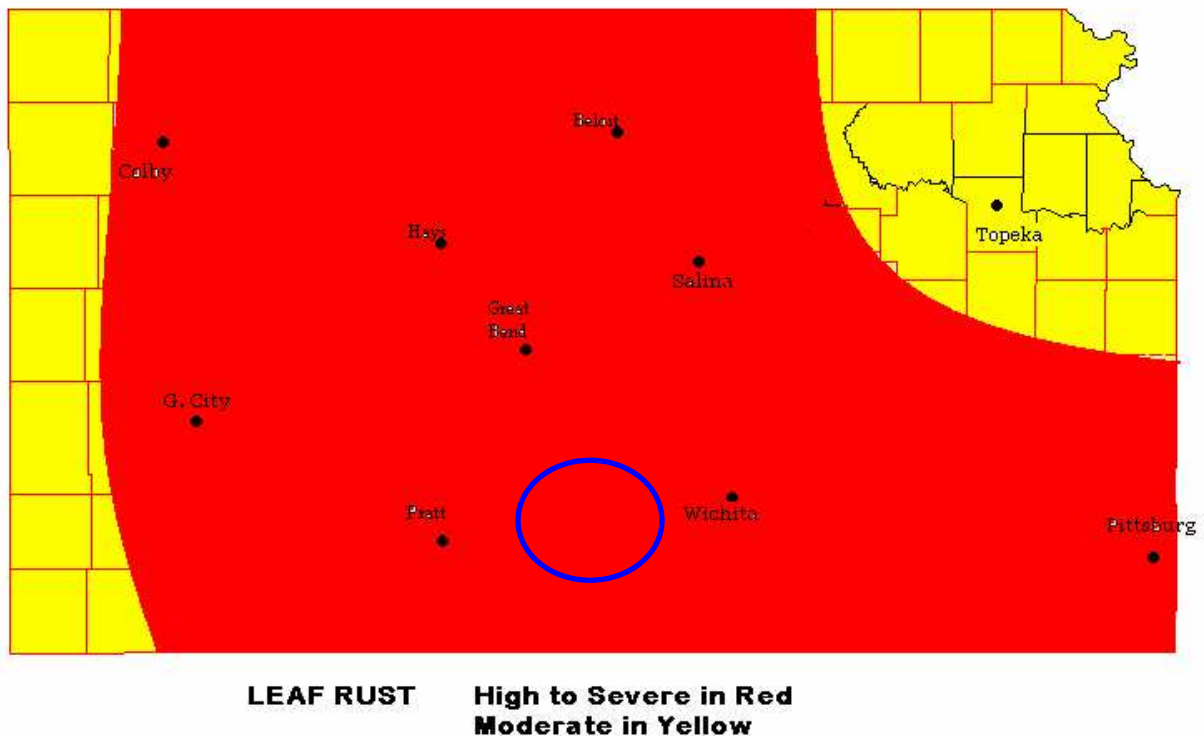 Beloit
Colby
Hays
Topeka
Salina
Great
Bend
G. City
Pratt
Wichita
Pittsburg
LEAF RUST High to Severe in Red
Moderate in Yellow